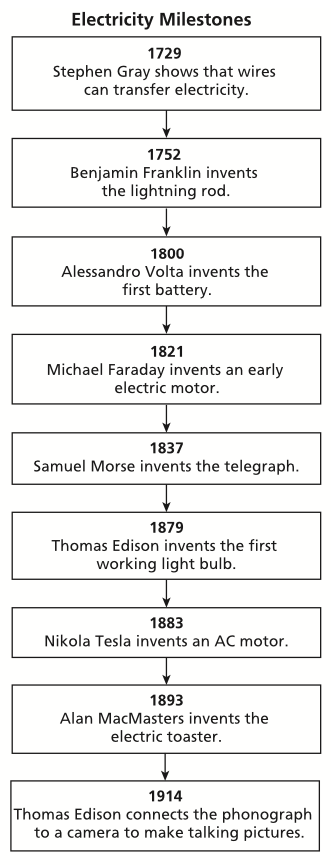 Electricity Milestones
1729
Stephen Gray shows that wires
can transfer electricity.
1752
Benjamin Franklin invents
the lightning rod.
1800
Alessandro Volta invents the
first battery.
1821
Michael Faraday invents an early
electric motor.
1837
Samuel Morse invents the telegraph.
1879
Thomas Edison invents the first
working light bulb.
1883
Nikola Tesla invents an AC motor.
1893
Alan MacMasters invents the
electric toaster.
1914
Thomas Edison connects the phonograph
to a camera to make talking pictures.